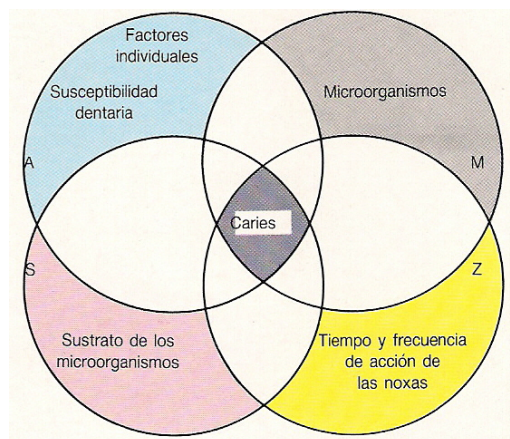 Factores
individuales
Susceptibilidad
dentaria
A
Microorganismos
M
Caries
S
Sustrato de los
microorganismos
Z
Tiempo y frecuencia
de acción de
las noxas